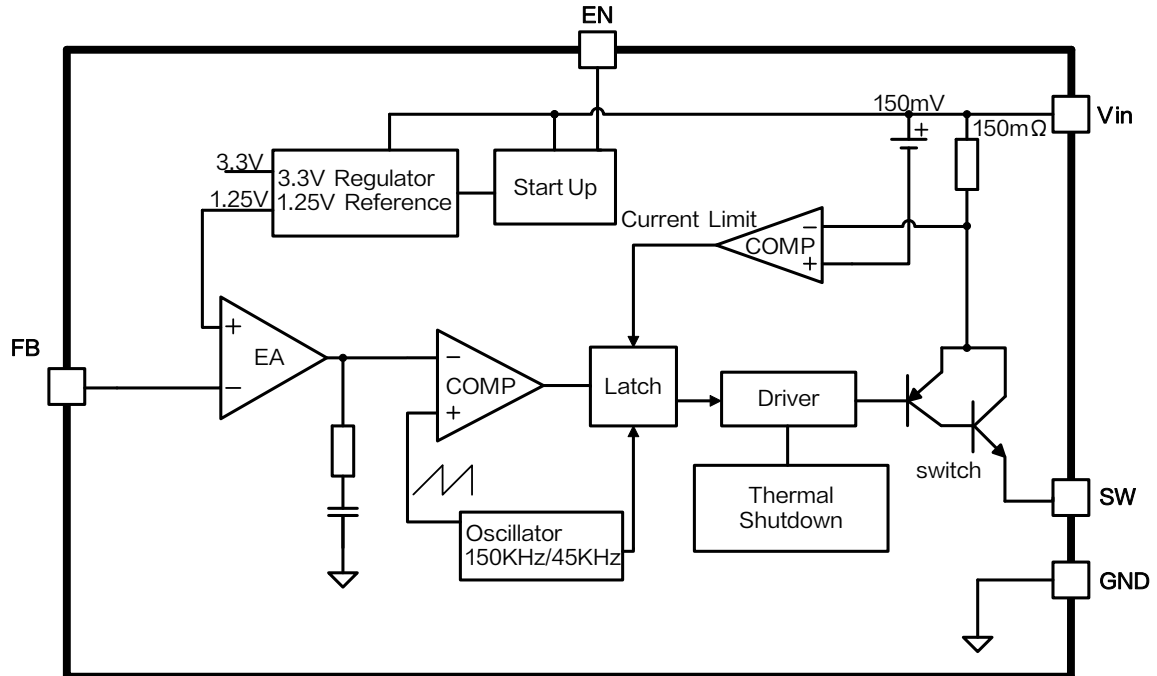 EN
150mV
+
Vin
150mΩ
3.3V
3.3V Regulator
1.25V
1.25V Reference
Start Up
Current Limit
−
COMP
+
FB
+
EA
−
−
COMP
+
Latch
Driver
switch
Thermal
Shutdown
SW
Oscillator
150KHz/45KHz
GND